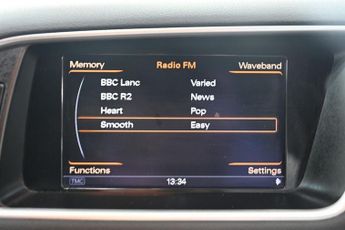 Memory Radio FM Waveband
BBC Lanc Varied
BBC R2 News
Heart Pop
Smooth Easy
Functions Settings
TMC 13:34